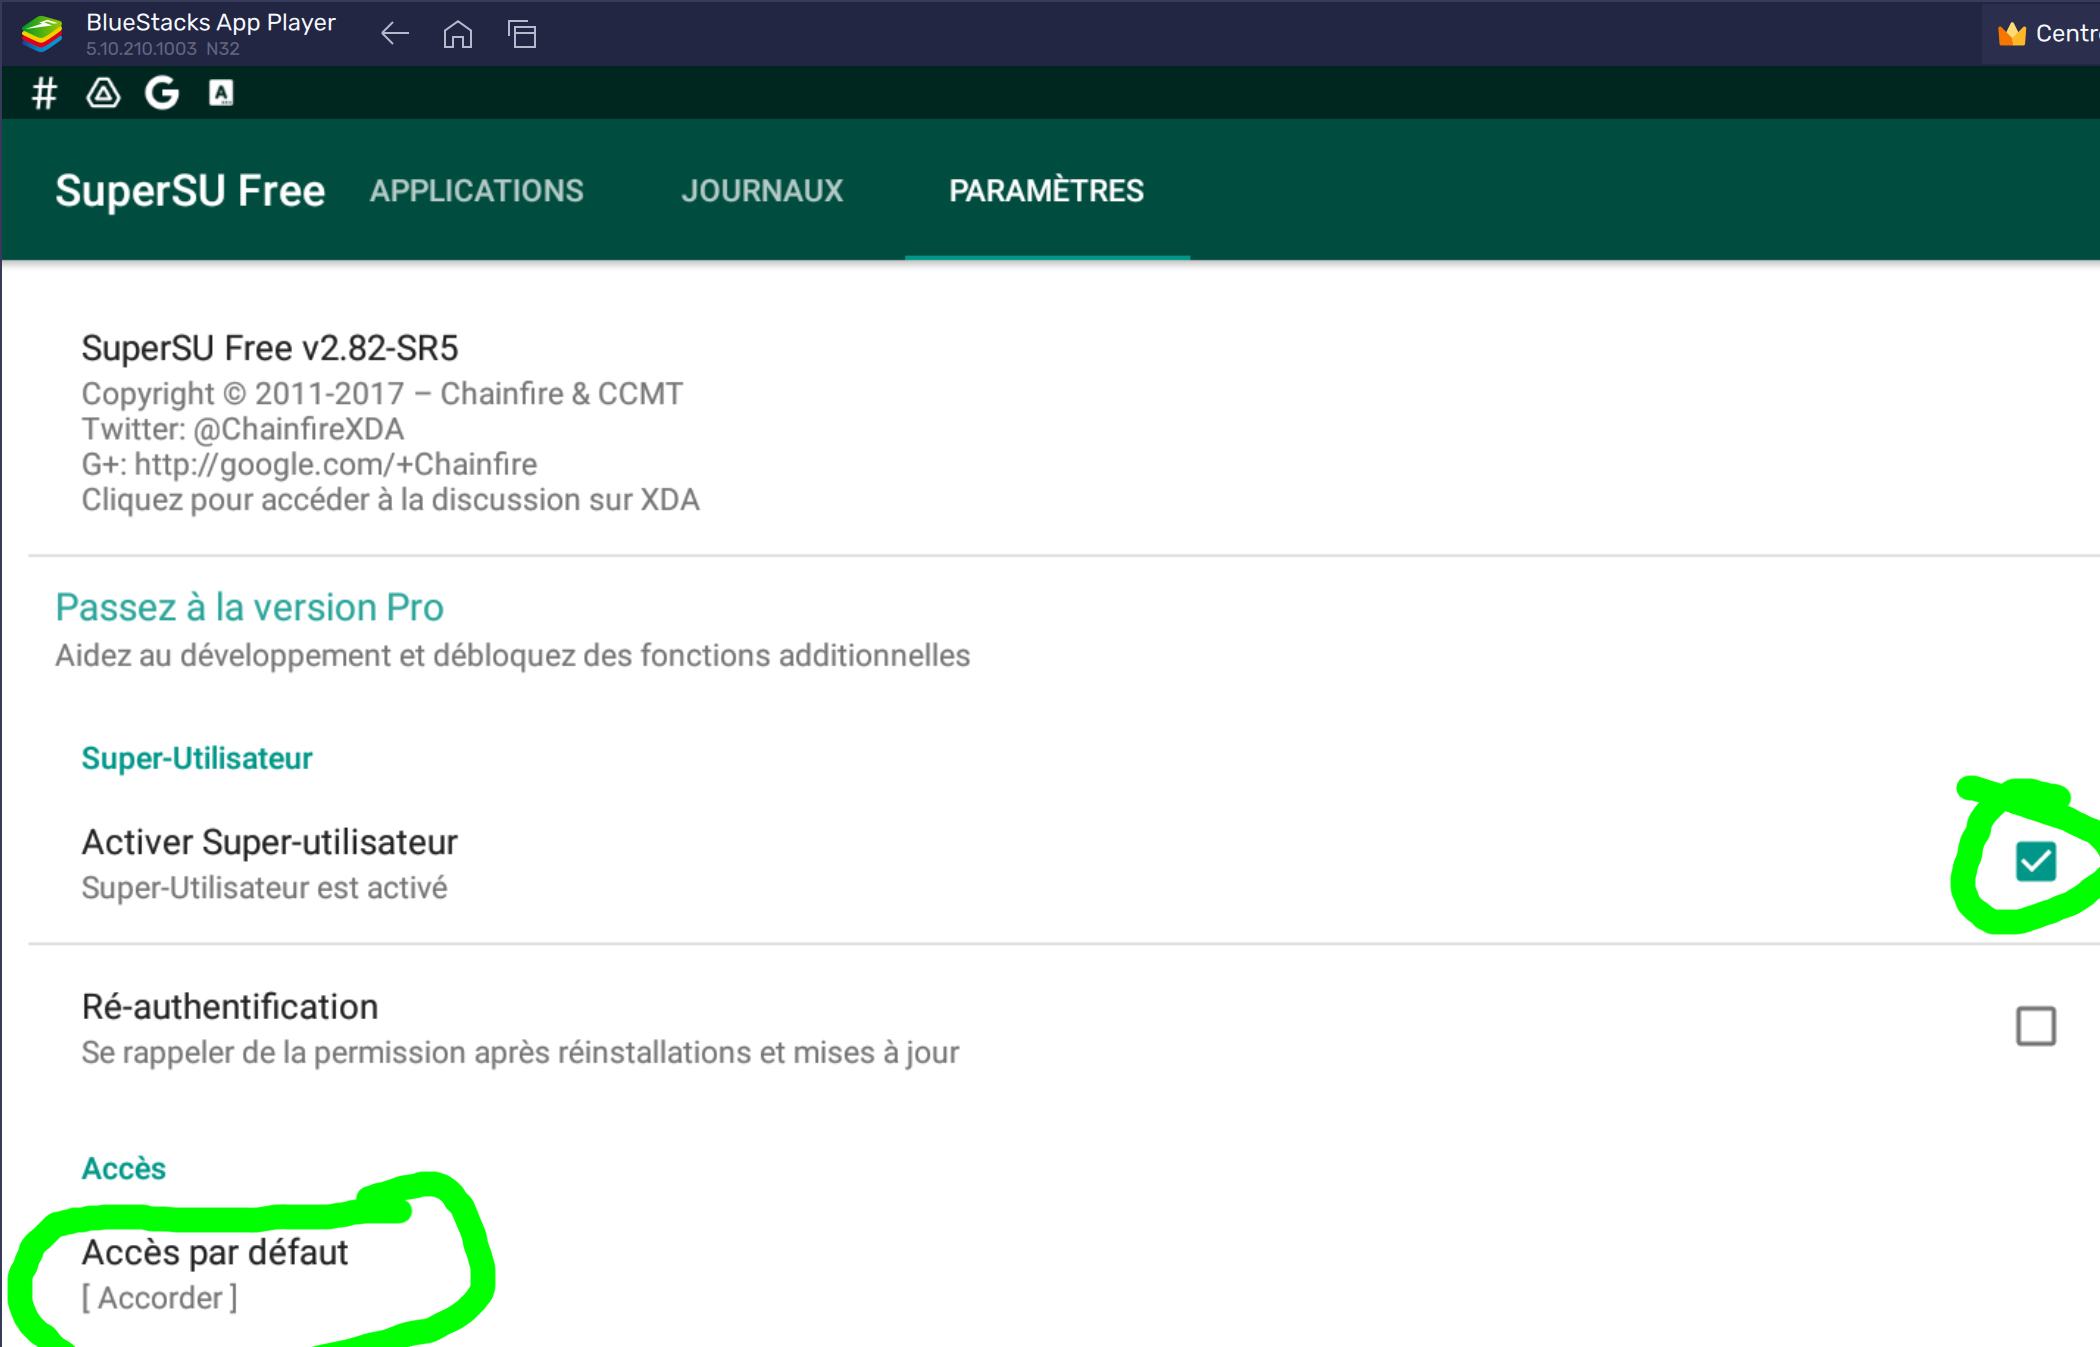 BlueStacks App Player
5.10.210.1003 N32
Centr
#
G
A
SuperSU Free APPLICATIONS JOURNAUX PARAMÈTRES
SuperSU Free v2.82-SR5
Copyright © 2011-2017 – Chainfire & CCMT
Twitter: @ChainfireXDA
G+: http://google.com/+Chainfire
Cliquez pour accéder à la discussion sur XDA
Passez à la version Pro
Aidez au développement et débloquez des fonctions additionnelles
Super-Utilisateur
Activer Super-utilisateur
Super-Utilisateur est activé
Ré-authentification
Se rappeler de la permission après réinstallations et mises à jour
Accès
Accès par défaut
[ Accorder ]